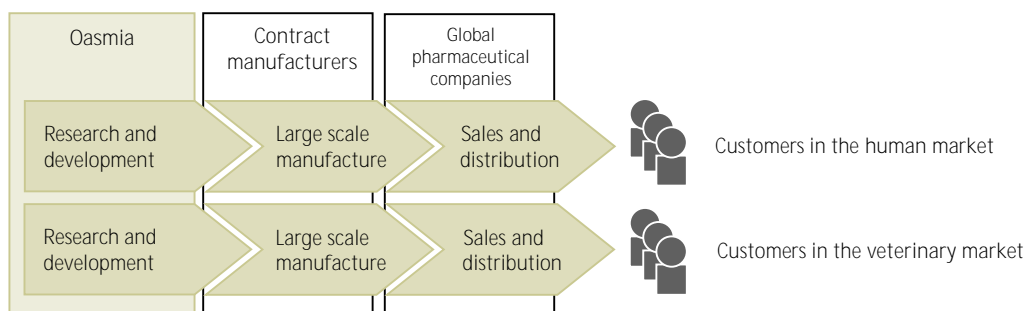 Oasmia
Contract
manufacturers
Global
pharmaceutical
companies
Research and
development
Large scale
manufacture
Sales and
distribution
Customers in the human market
Research and
development
Large scale
manufacture
Sales and
distribution
Customers in the veterinary market